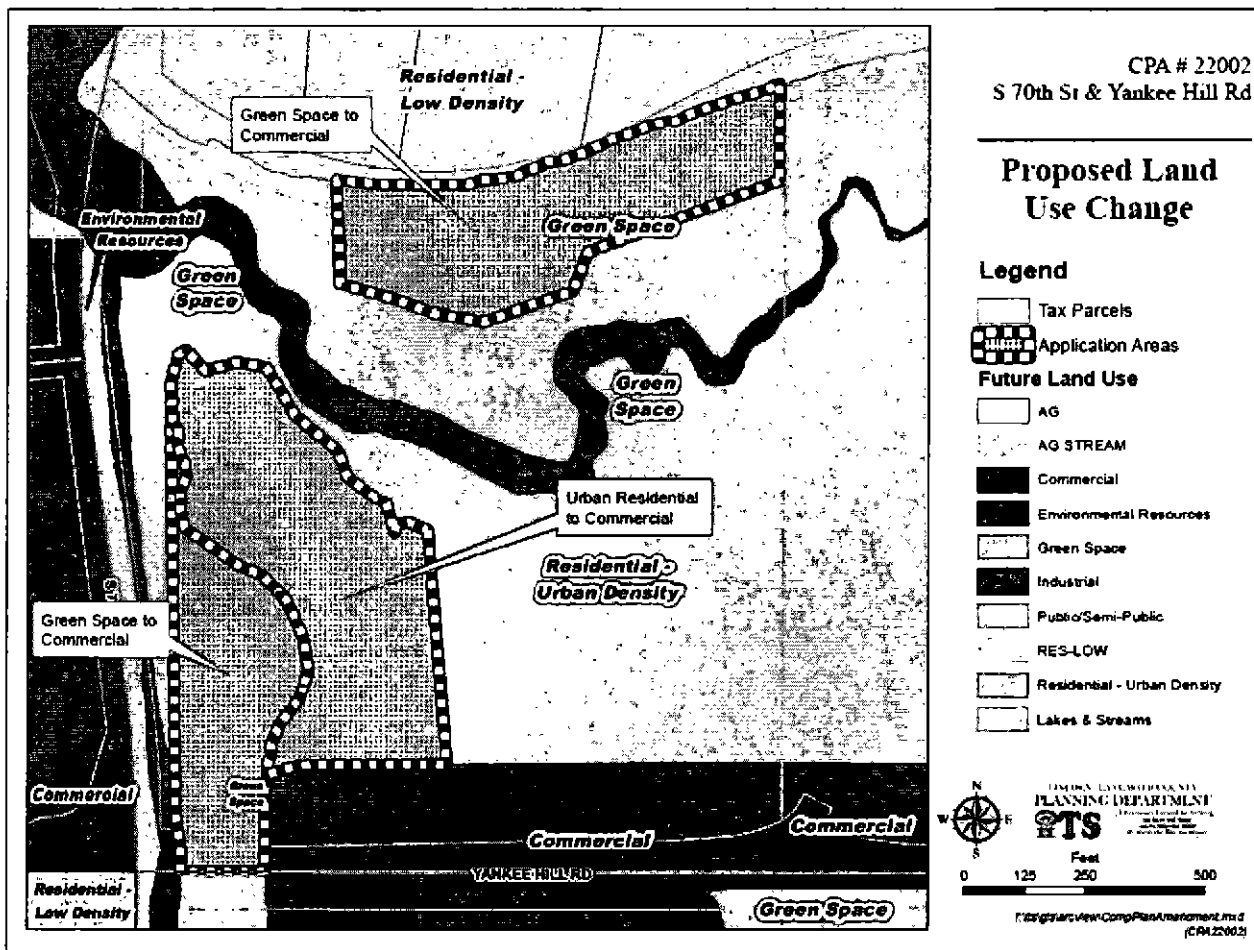 CPA # 22002
S 70th St & Yankee Hill Rd
Proposed Land
Use Change
Legend
Tax Parcels
Application Areas
Future Land Use
AG
AG STREAM
Commercial
Environmental Resources
Green Space
Industrial
Public/Semi-Public
RES-LOW
Residential - Urban Density
Lakes & Streams
Residential -
Low Density
Green Space to
Commercial
Environmental
Resources
Green
Space
Green Space
Green
Space
Urban Residential
to Commercial
Residential -
Urban Density
Green Space to
Commercial
Green
Space
Commercial
Commercial
Commercial
YANKEE HILL RD
Residential -
Low Density
Green Space
N
W E
S
PLANNING DEPARTMENT
Feet
0 125 250 500
(CPA22002)